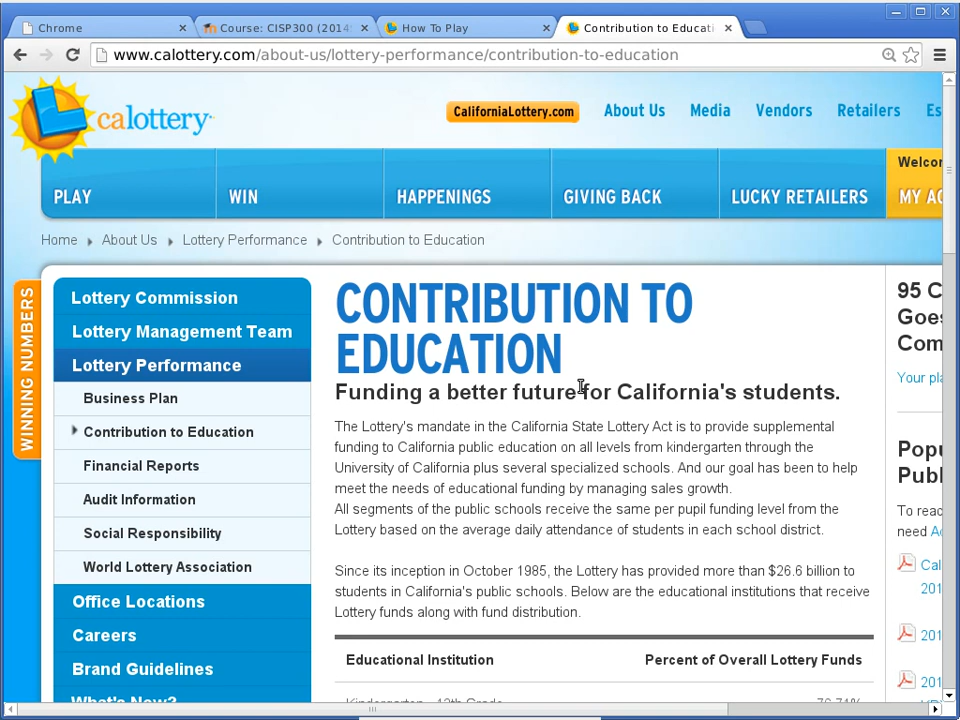 Chrome
Course: CISP300 (2014
How To Play
Contribution to Educati
www.calottery.com/about-us/lottery-performance/contribution-to-education
calottery
CaliforniaLottery.com
About Us
Media
Vendors
Retailers
Es
Welcor
PLAY
WIN
HAPPENINGS
GIVING BACK
LUCKY RETAILERS
MY AC
Home
About Us
Lottery Performance
Contribution to Education
WINNING NUMBERS
Lottery Commission
Lottery Management Team
Lottery Performance
Business Plan
Contribution to Education
Financial Reports
Audit Information
Social Responsibility
World Lottery Association
Office Locations
Careers
Brand Guidelines
What's New?
CONTRIBUTION TO
EDUCATION
Funding a better future for California's students.
The Lottery's mandate in the California State Lottery Act is to provide supplemental
funding to California public education on all levels from kindergarten through the
University of California plus several specialized schools. And our goal has been to help
meet the needs of educational funding by managing sales growth.
All segments of the public schools receive the same per pupil funding level from the
Lottery based on the average daily attendance of students in each school district.
Since its inception in October 1985, the Lottery has provided more than $26.6 billion to
students in California's public schools. Below are the educational institutions that receive
Lottery funds along with fund distribution.
Educational Institution
Percent of Overall Lottery Funds
Kindergarten - 12th Grade
76.74%
95 C
Goes
Com
Your pla
Popu
Publ
To read
need Ad
Cal
201
201
201